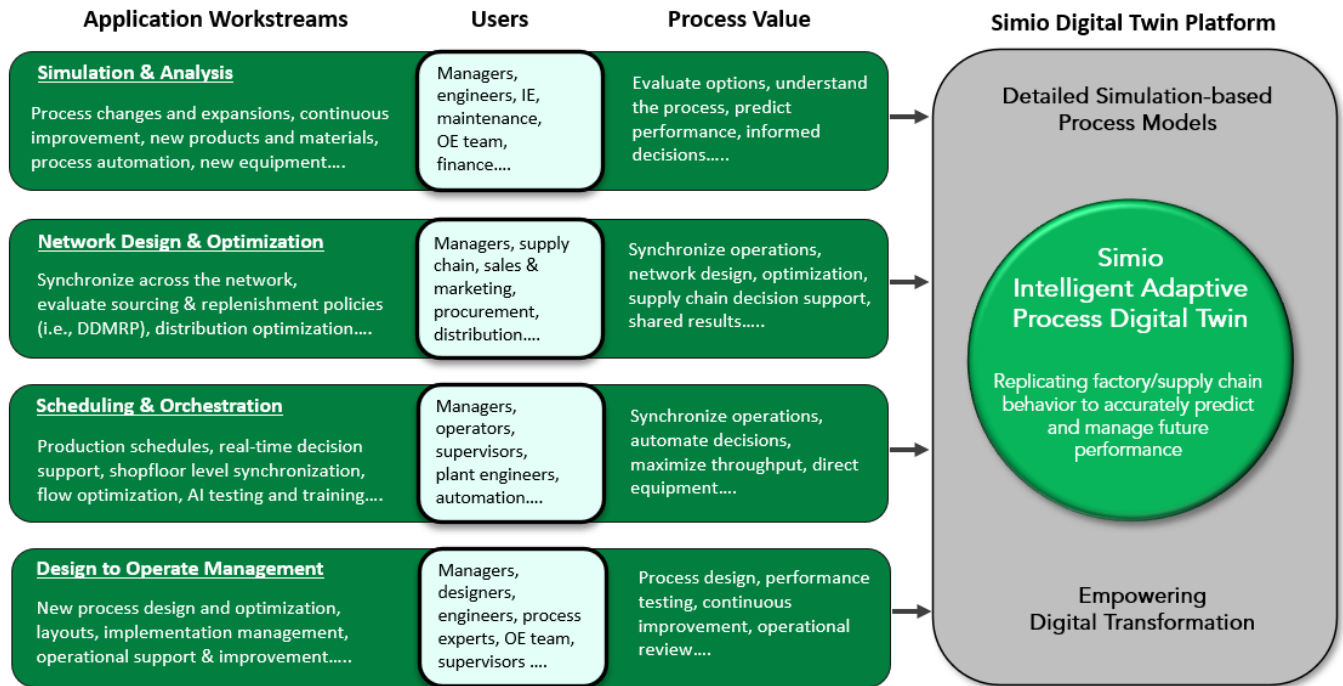 Application Workstreams
Users
Process Value
Simio Digital Twin Platform
Simulation & Analysis
Process changes and expansions, continuous
improvement, new products and materials,
process automation, new equipment….
Managers,
engineers, IE,
maintenance,
OE team,
finance….
Evaluate options, understand
the process, predict
performance, informed
decisions…..
Network Design & Optimization
Synchronize across the network,
evaluate sourcing & replenishment policies
(i.e., DDMRP), distribution optimization….
Managers, supply
chain, sales &
marketing,
procurement,
distribution….
Synchronize operations,
network design, optimization,
supply chain decision support,
shared results…..
Scheduling & Orchestration
Production schedules, real-time decision
support, shopfloor level synchronization,
flow optimization, AI testing and training….
Managers,
operators,
supervisors,
plant engineers,
automation….
Synchronize operations,
automate decisions,
maximize throughput, direct
equipment….
Design to Operate Management
New process design and optimization,
layouts, implementation management,
operational support & improvement…..
Managers,
designers,
engineers, process
experts, OE team,
supervisors ….
Process design, performance
testing, continuous
improvement, operational
review….
Detailed Simulation-based
Process Models
Simio
Intelligent Adaptive
Process Digital Twin
Replicating factory/supply chain
behavior to accurately predict
and manage future
performance
Empowering
Digital Transformation